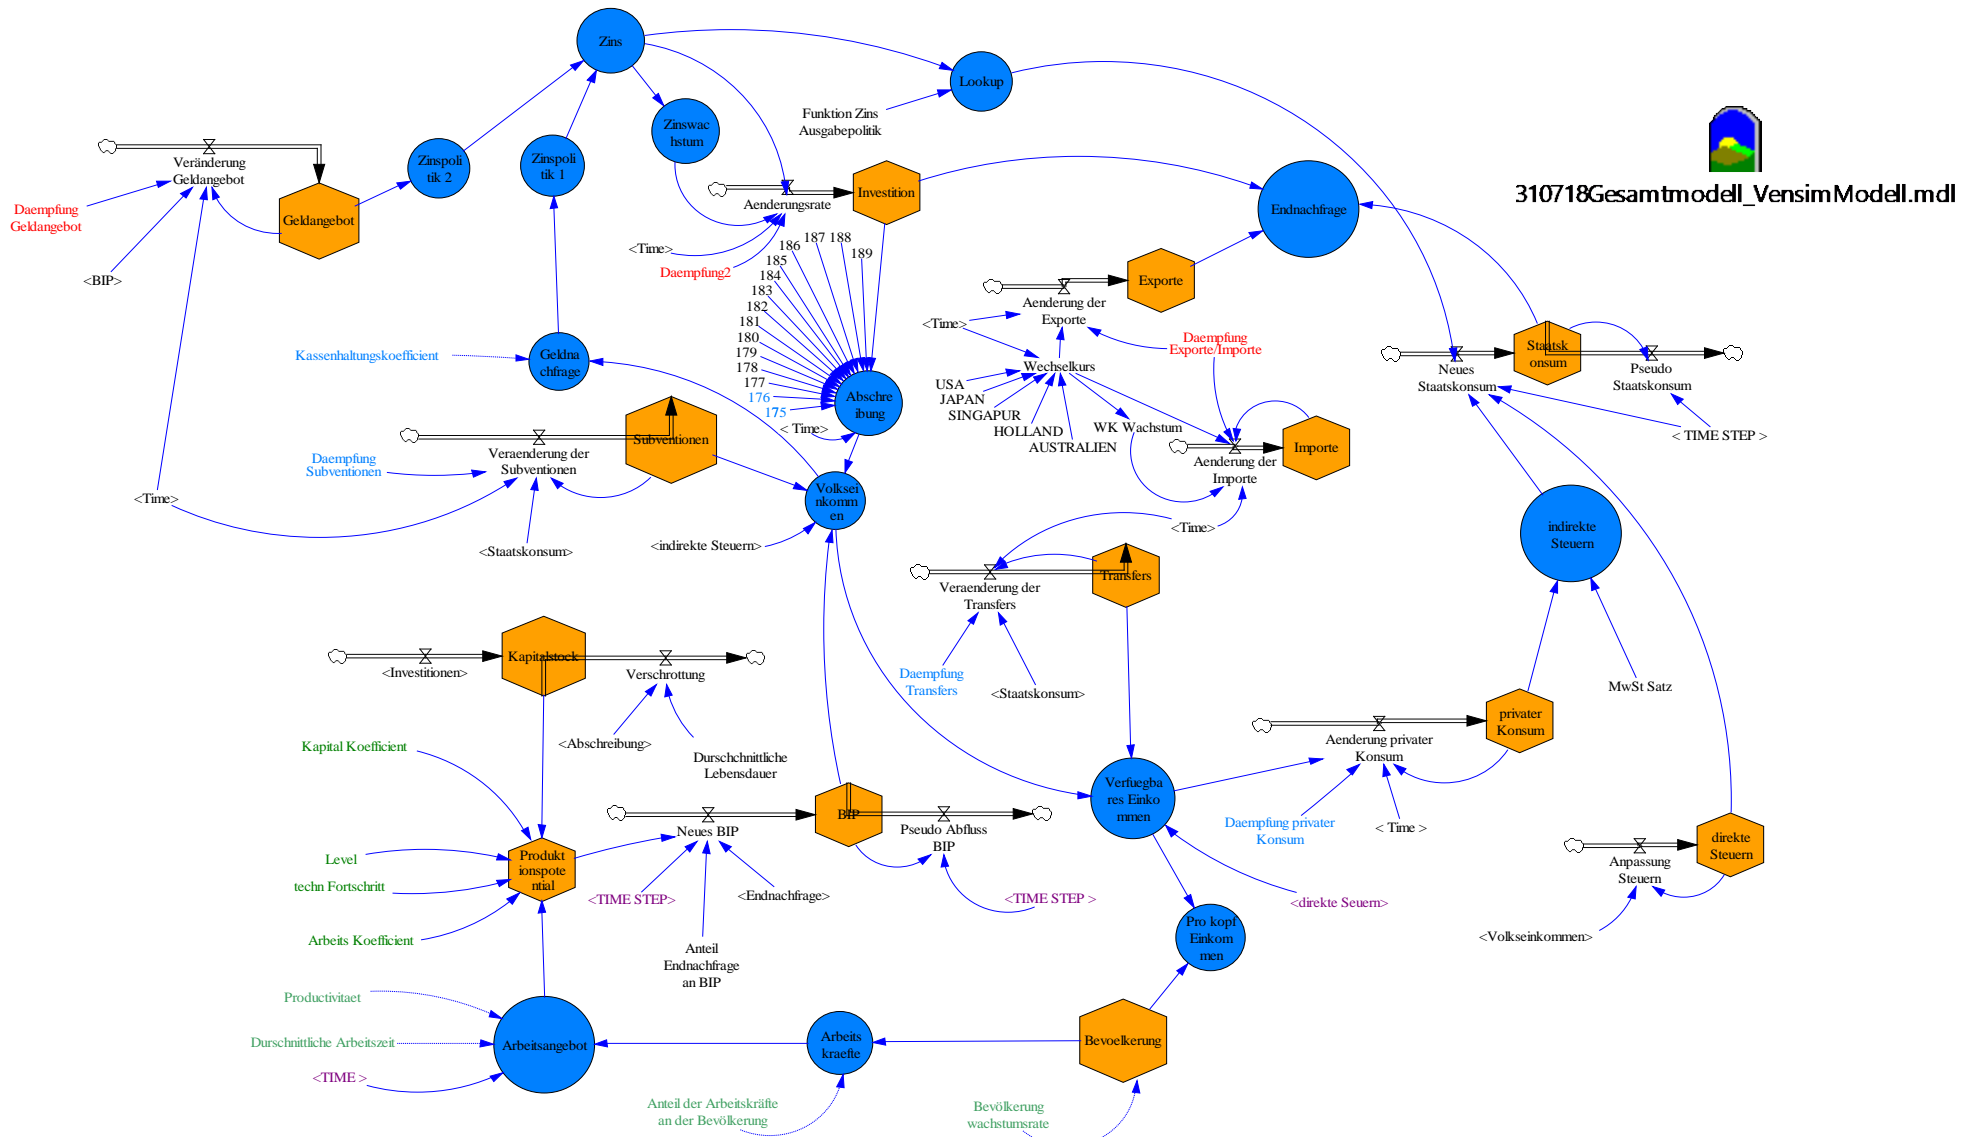 Zins
Lookup
Funktion Zins
Ausgabepolitik
310718Gesamtmodell_VensimModell.mdl
Zinswac
hstum
Zinspoli
tik 2
Zinspoli
tik 1
Veränderung
Geldangebot
Daempfung
Geldangebot
Geldangebot
<BIP>
Aenderungsrate
Investition
Endnachfrage
<Time>
Daempfung2
186
187
188
189
185
184
183
182
181
180
179
178
177
176
175
< Time>
Abschre
ibung
Exporte
Aenderung der
Exporte
<Time>
Daempfung
Exporte/Importe
Wechselkurs
USA
JAPAN
SINGAPUR
HOLLAND
AUSTRALIEN
WK Wachstum
Aenderung der
Importe
Importe
<Time>
Staatsk
onsum
Neues
Staatskonsum
Pseudo
Staatskonsum
< TIME STEP >
Kassenhaltungskoefficient
Geldna
chfrage
Subventionen
Veraenderung der
Subventionen
Daempfung
Subventionen
<Time>
<Staatskonsum>
Volksei
nkomm
en
<indirekte Steuern>
indirekte
Steuern
Transfers
Veraenderung der
Transfers
Daempfung
Transfers
<Staatskonsum>
MwSt Satz
Kapitalstock
<Investitionen>
Verschrottung
<Abschreibung>
Durschchnittliche
Lebensdauer
privater
Konsum
Aenderung privater
Konsum
Daempfung privater
Konsum
< Time >
Kapital Koefficient
Level
techn Fortschritt
Arbeits Koefficient
Produkt
ionspote
ntial
Neues BIP
<TIME STEP>
<Endnachfrage>
Anteil
Endnachfrage
an BIP
BIP
Pseudo Abfluss
BIP
<TIME STEP >
Verfuegba
res Einko
mmen
<direkte Seuern>
direkte
Steuern
Anpassung
Steuern
<Volkseinkommen>
Pro kopf
Einkom
men
Productivitaet
Durschnittliche Arbeitszeit
<TIME >
Arbeitsangebot
Arbeits
kraefte
Bevoelkerung
Anteil der Arbeitskräfte
an der Bevölkerung
Bevölkerung
wachstumsrate